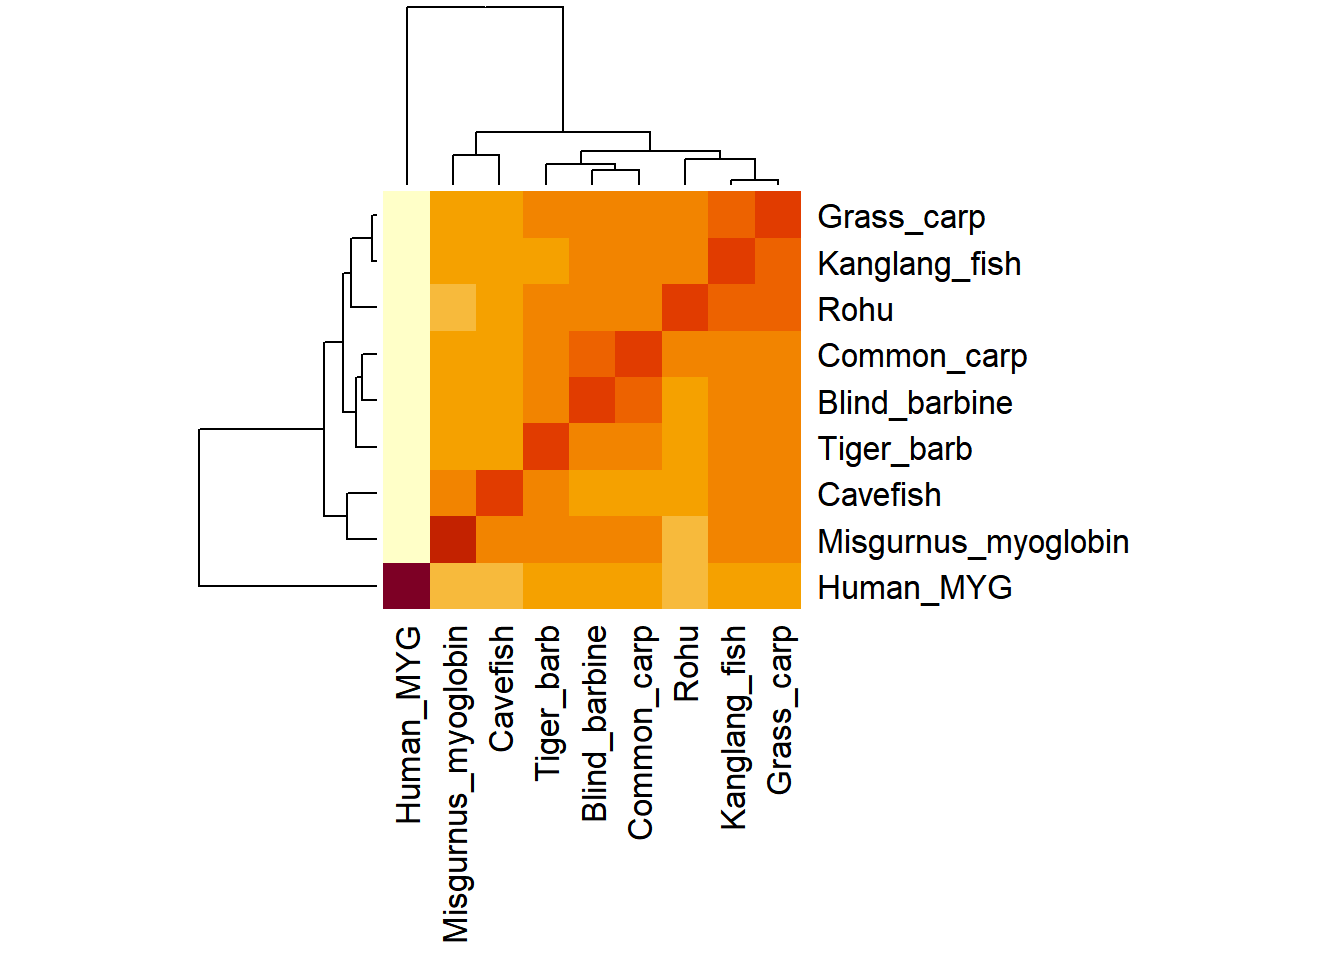 Grass_carp
Kanglang_fish
Rohu
Common_carp
Blind_barbine
Tiger_barb
Cavefish
Misgurnus_myoglobin
Human_MYG
Human_MYG
Misgurnus_myoglobin
Cavefish
Tiger_barb
Blind_barbine
Common_carp
Rohu
Kanglang_fish
Grass_carp